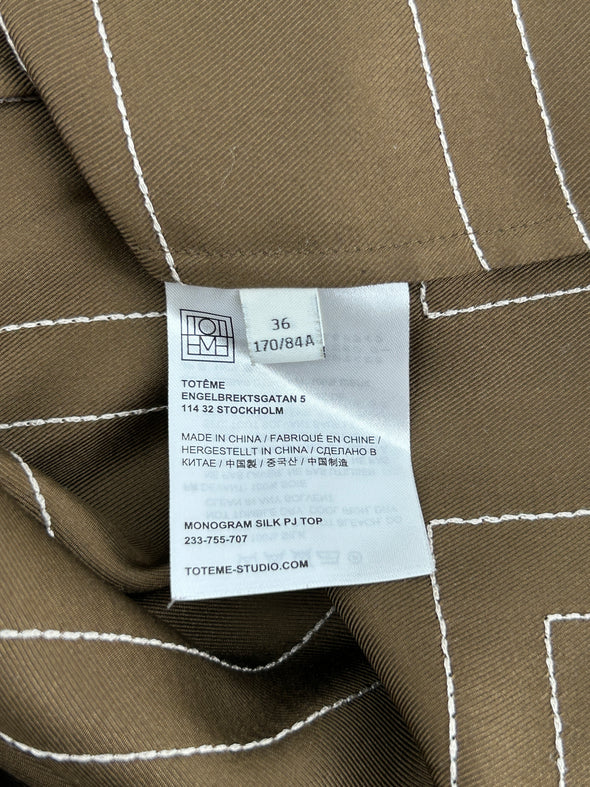 36
170/84A
TOTÊME
ENGELBREKTSGATAN 5
114 32 STOCKHOLM
MADE IN CHINA / FABRIQUÉ EN CHINE /
HERGESTELLT IN CHINA / СДЕЛАНО В
КИТАЕ / 中国製 / 중국산 / 中国制造
MONOGRAM SILK PJ TOP
233-755-707
TOTEME-STUDIO.COM